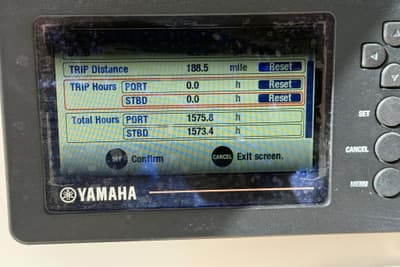 TRIP Distance 188.5 mile Reset
TRIP Hours PORT 0.0 h Reset
STBD 0.0 h Reset
Total Hours PORT 1575.8 h
STBD 1573.4 h
SET Confirm CANCEL Exit screen.
YAMAHA
SET
CANCEL
MENU